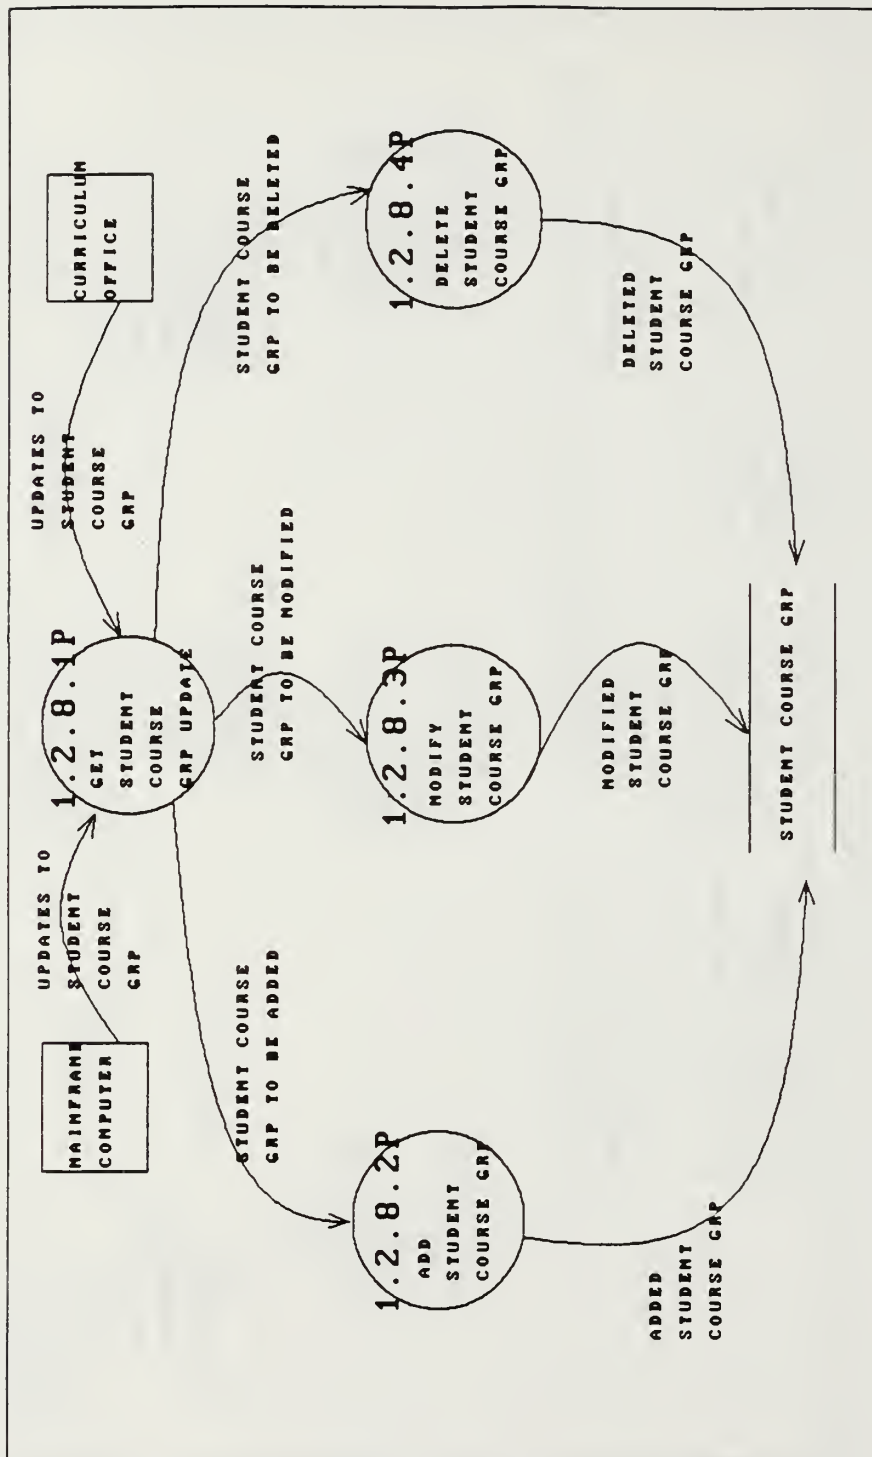 MAINFRAME
COMPUTER
UPDATES TO
STUDENT
COURSE
GRP
1.2.8.1P
GET
STUDENT
COURSE
GRP UPDATE
UPDATES TO
STUDENT
COURSE
GRP
CURRICULUM
OFFICE
STUDENT COURSE
GRP TO BE ADDED
STUDENT COURSE
GRP TO BE MODIFIED
STUDENT COURSE
GRP TO BE DELETED
1.2.8.2P
ADD
STUDENT
COURSE GRP
1.2.8.3P
MODIFY
STUDENT
COURSE GRP
1.2.8.4P
DELETE
STUDENT
COURSE GRP
ADDED
STUDENT
COURSE GRP
MODIFIED
STUDENT
COURSE GRP
DELETED
STUDENT
COURSE GRP
STUDENT COURSE GRP